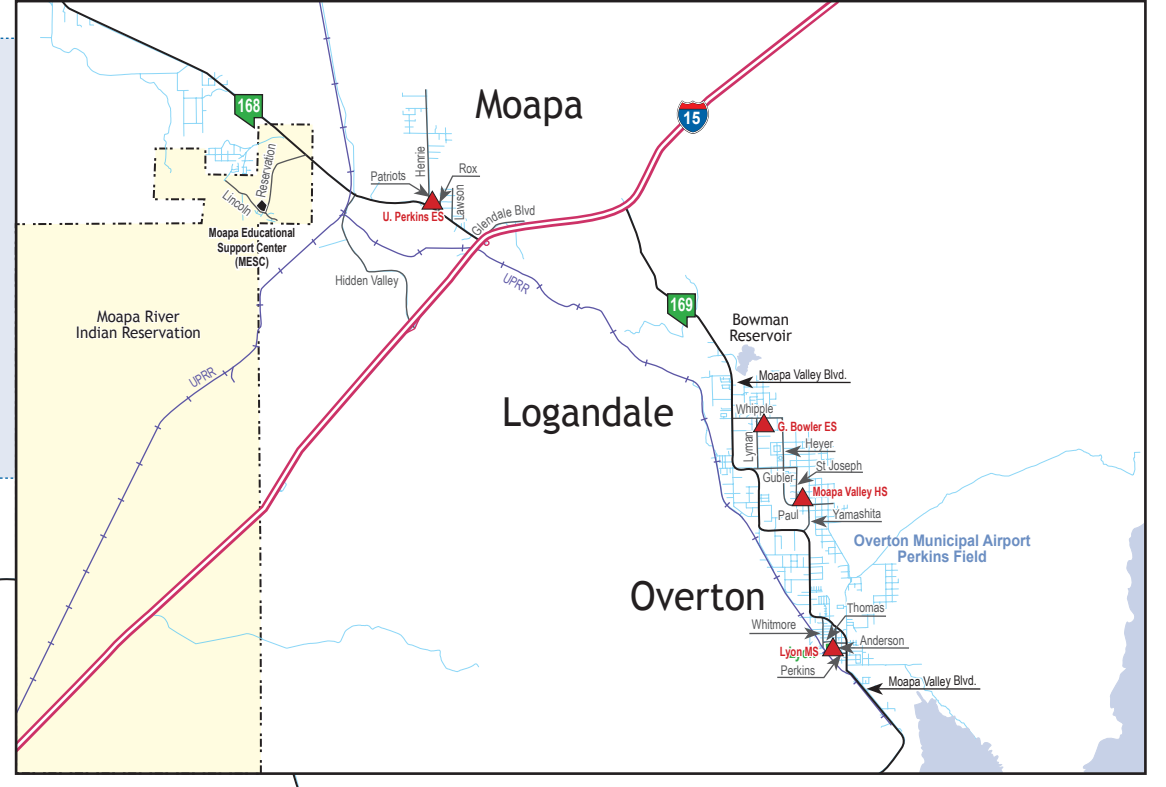 Moapa
168
15
Henrie
Reservation
Patriots
Rox
Lincoln
Lawson
U. Perkins ES
Glendale Blvd
Moapa Educational
Support Center
(MESC)
Hidden Valley
UPRR
169
Moapa River
Indian Reservation
Bowman
Reservoir
UPRR
Moapa Valley Blvd.
Logandale
Whipple
G. Bowler ES
Lyman
Heyer
St Joseph
Gubler
Moapa Valley HS
Paul
Yamashita
Overton Municipal Airport
Perkins Field
Overton
Thomas
Whitmore
Anderson
Lyon MS
Perkins
Moapa Valley Blvd.